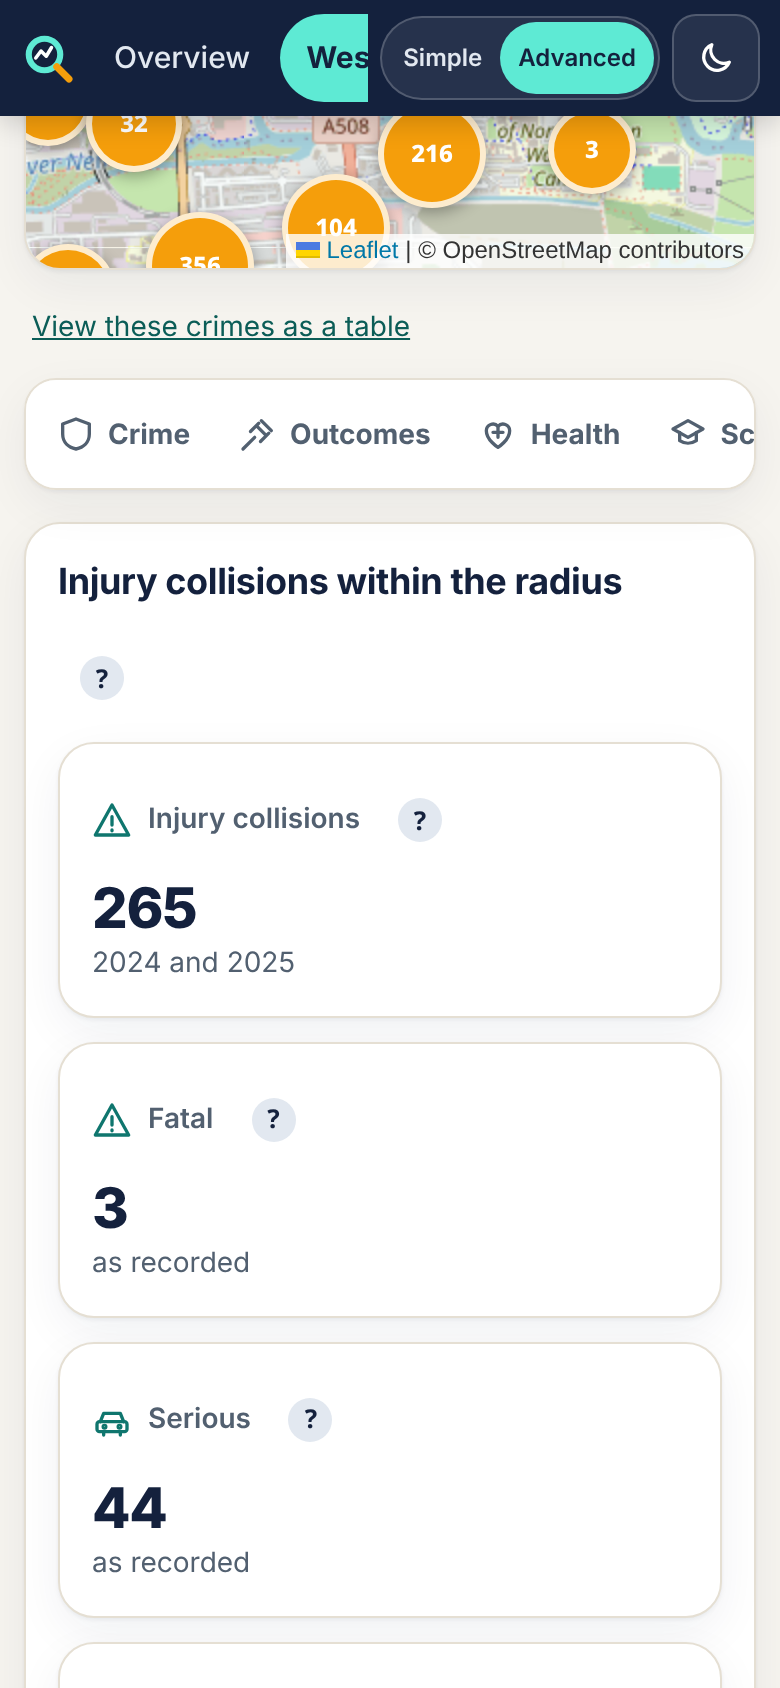 Overview
Wes
Simple
Advanced
32
A508
216
3
104
356
Leaflet | © OpenStreetMap contributors
View these crimes as a table
Crime
Outcomes
Health
Sc
Injury collisions within the radius
?
Injury collisions ?
265
2024 and 2025
Fatal ?
3
as recorded
Serious ?
44
as recorded